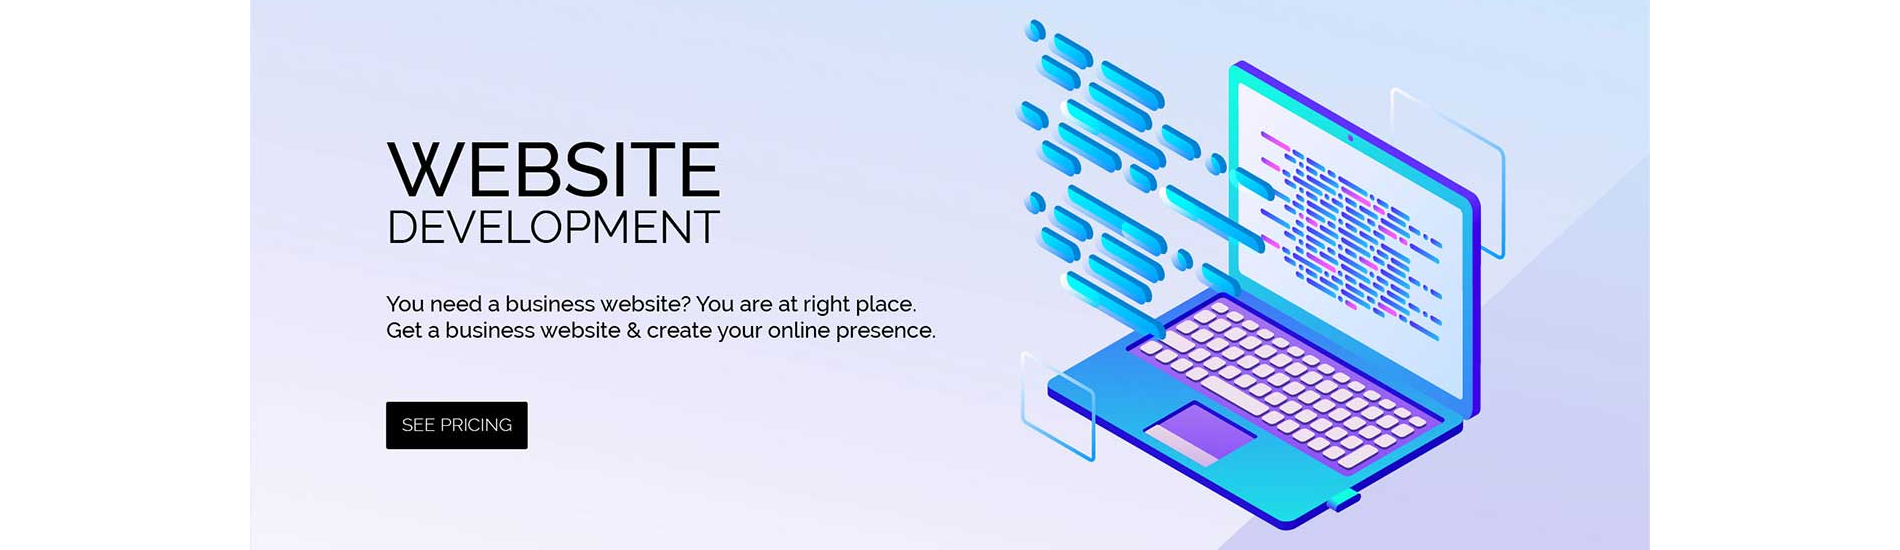 WEBSITE
DEVELOPMENT
You need a business website? You are at right place.
Get a business website & create your online presence.
SEE PRICING